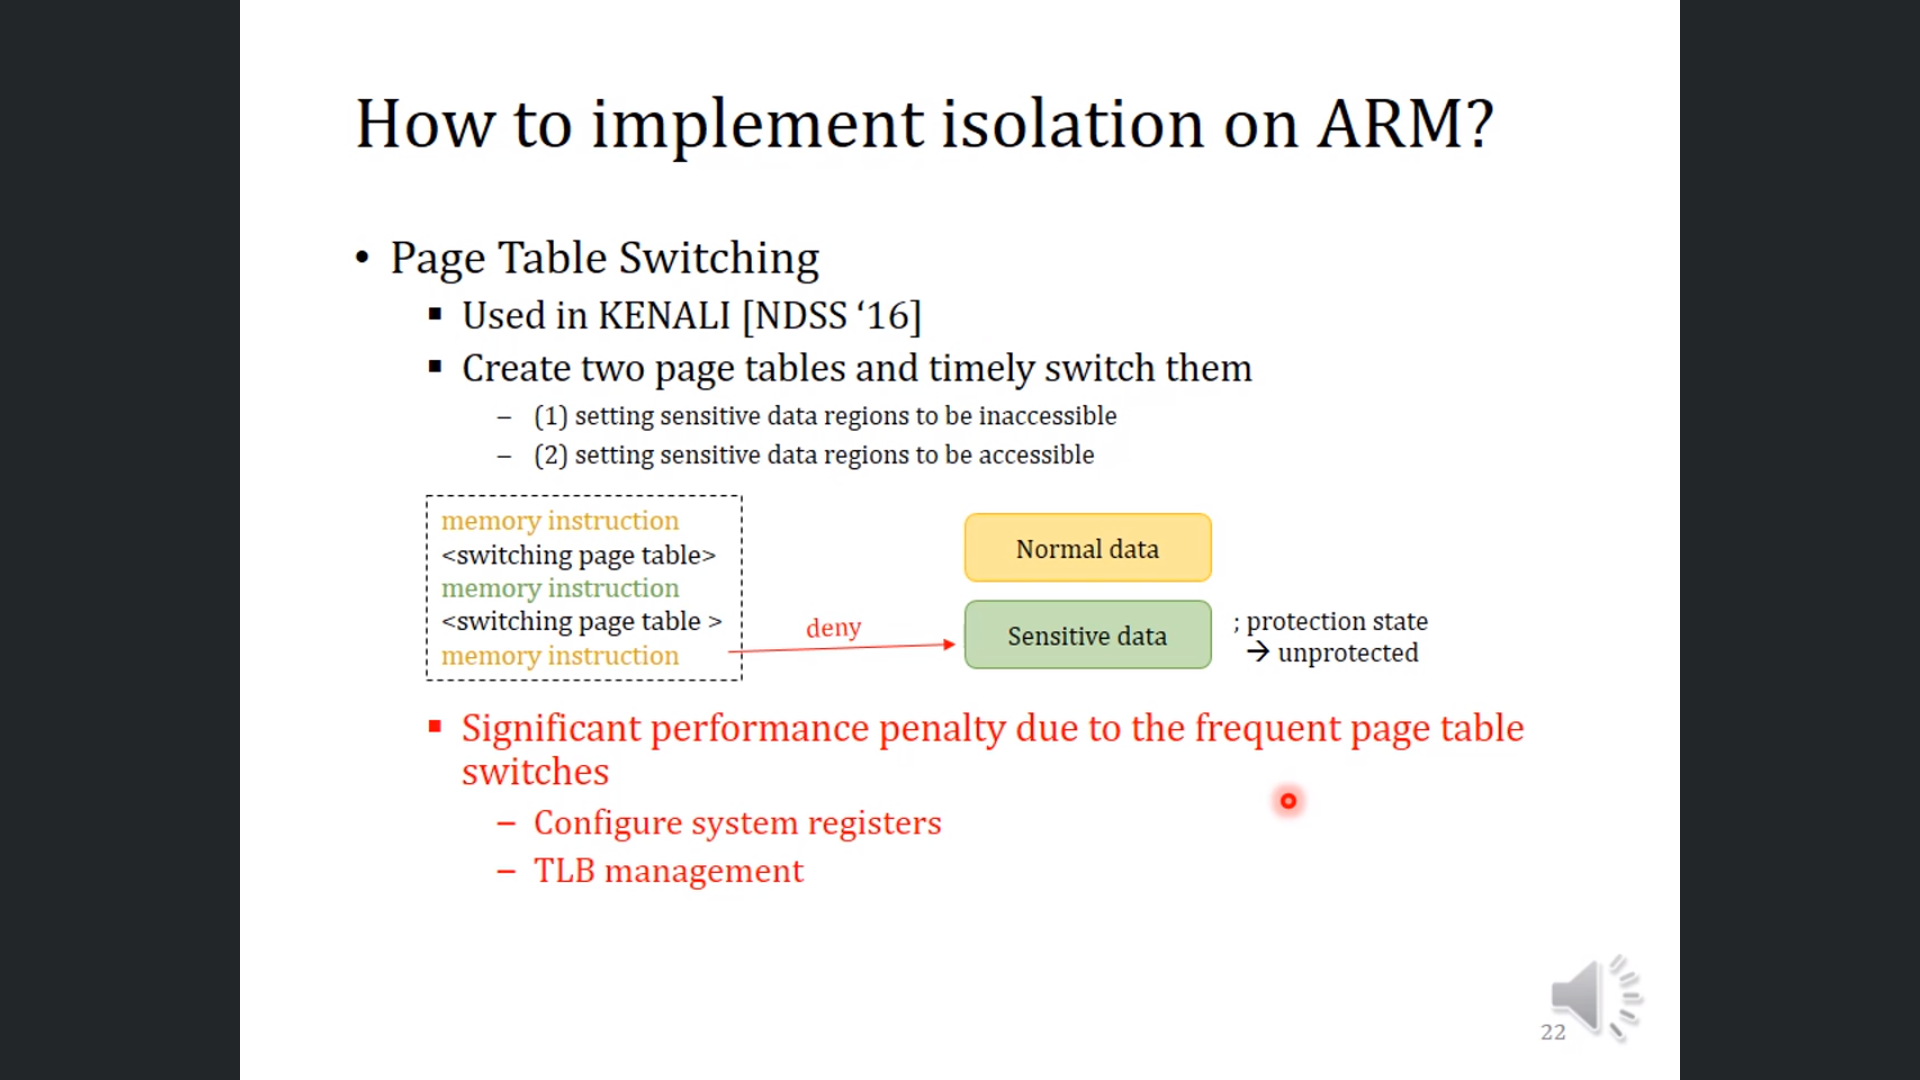 How to implement isolation on ARM?
• Page Table Switching
▪ Used in KENALI [NDSS ‘16]
▪ Create two page tables and timely switch them
– (1) setting sensitive data regions to be inaccessible
– (2) setting sensitive data regions to be accessible
memory instruction
<switching page table>
memory instruction
<switching page table >
memory instruction
deny
Normal data
Sensitive data
; protection state
→ unprotected
▪ Significant performance penalty due to the frequent page table
switches
– Configure system registers
– TLB management
22